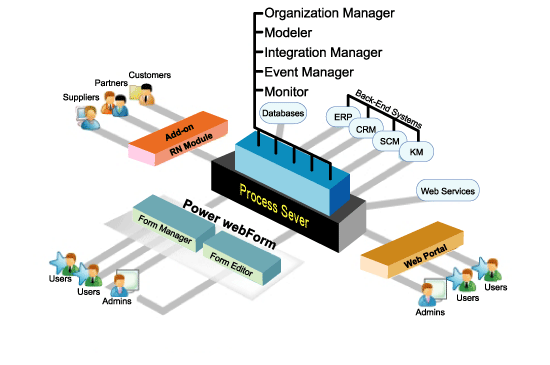 Organization Manager
Modeler
Integration Manager
Event Manager
Monitor
Customers
Partners
Suppliers
Databases
Back-End Systems
ERP
CRM
SCM
KM
Add-on
RN Module
Process Sever
Web Services
Power webForm
Form Manager
Form Editor
Web Portal
Users
Users
Admins
Users
Users
Admins